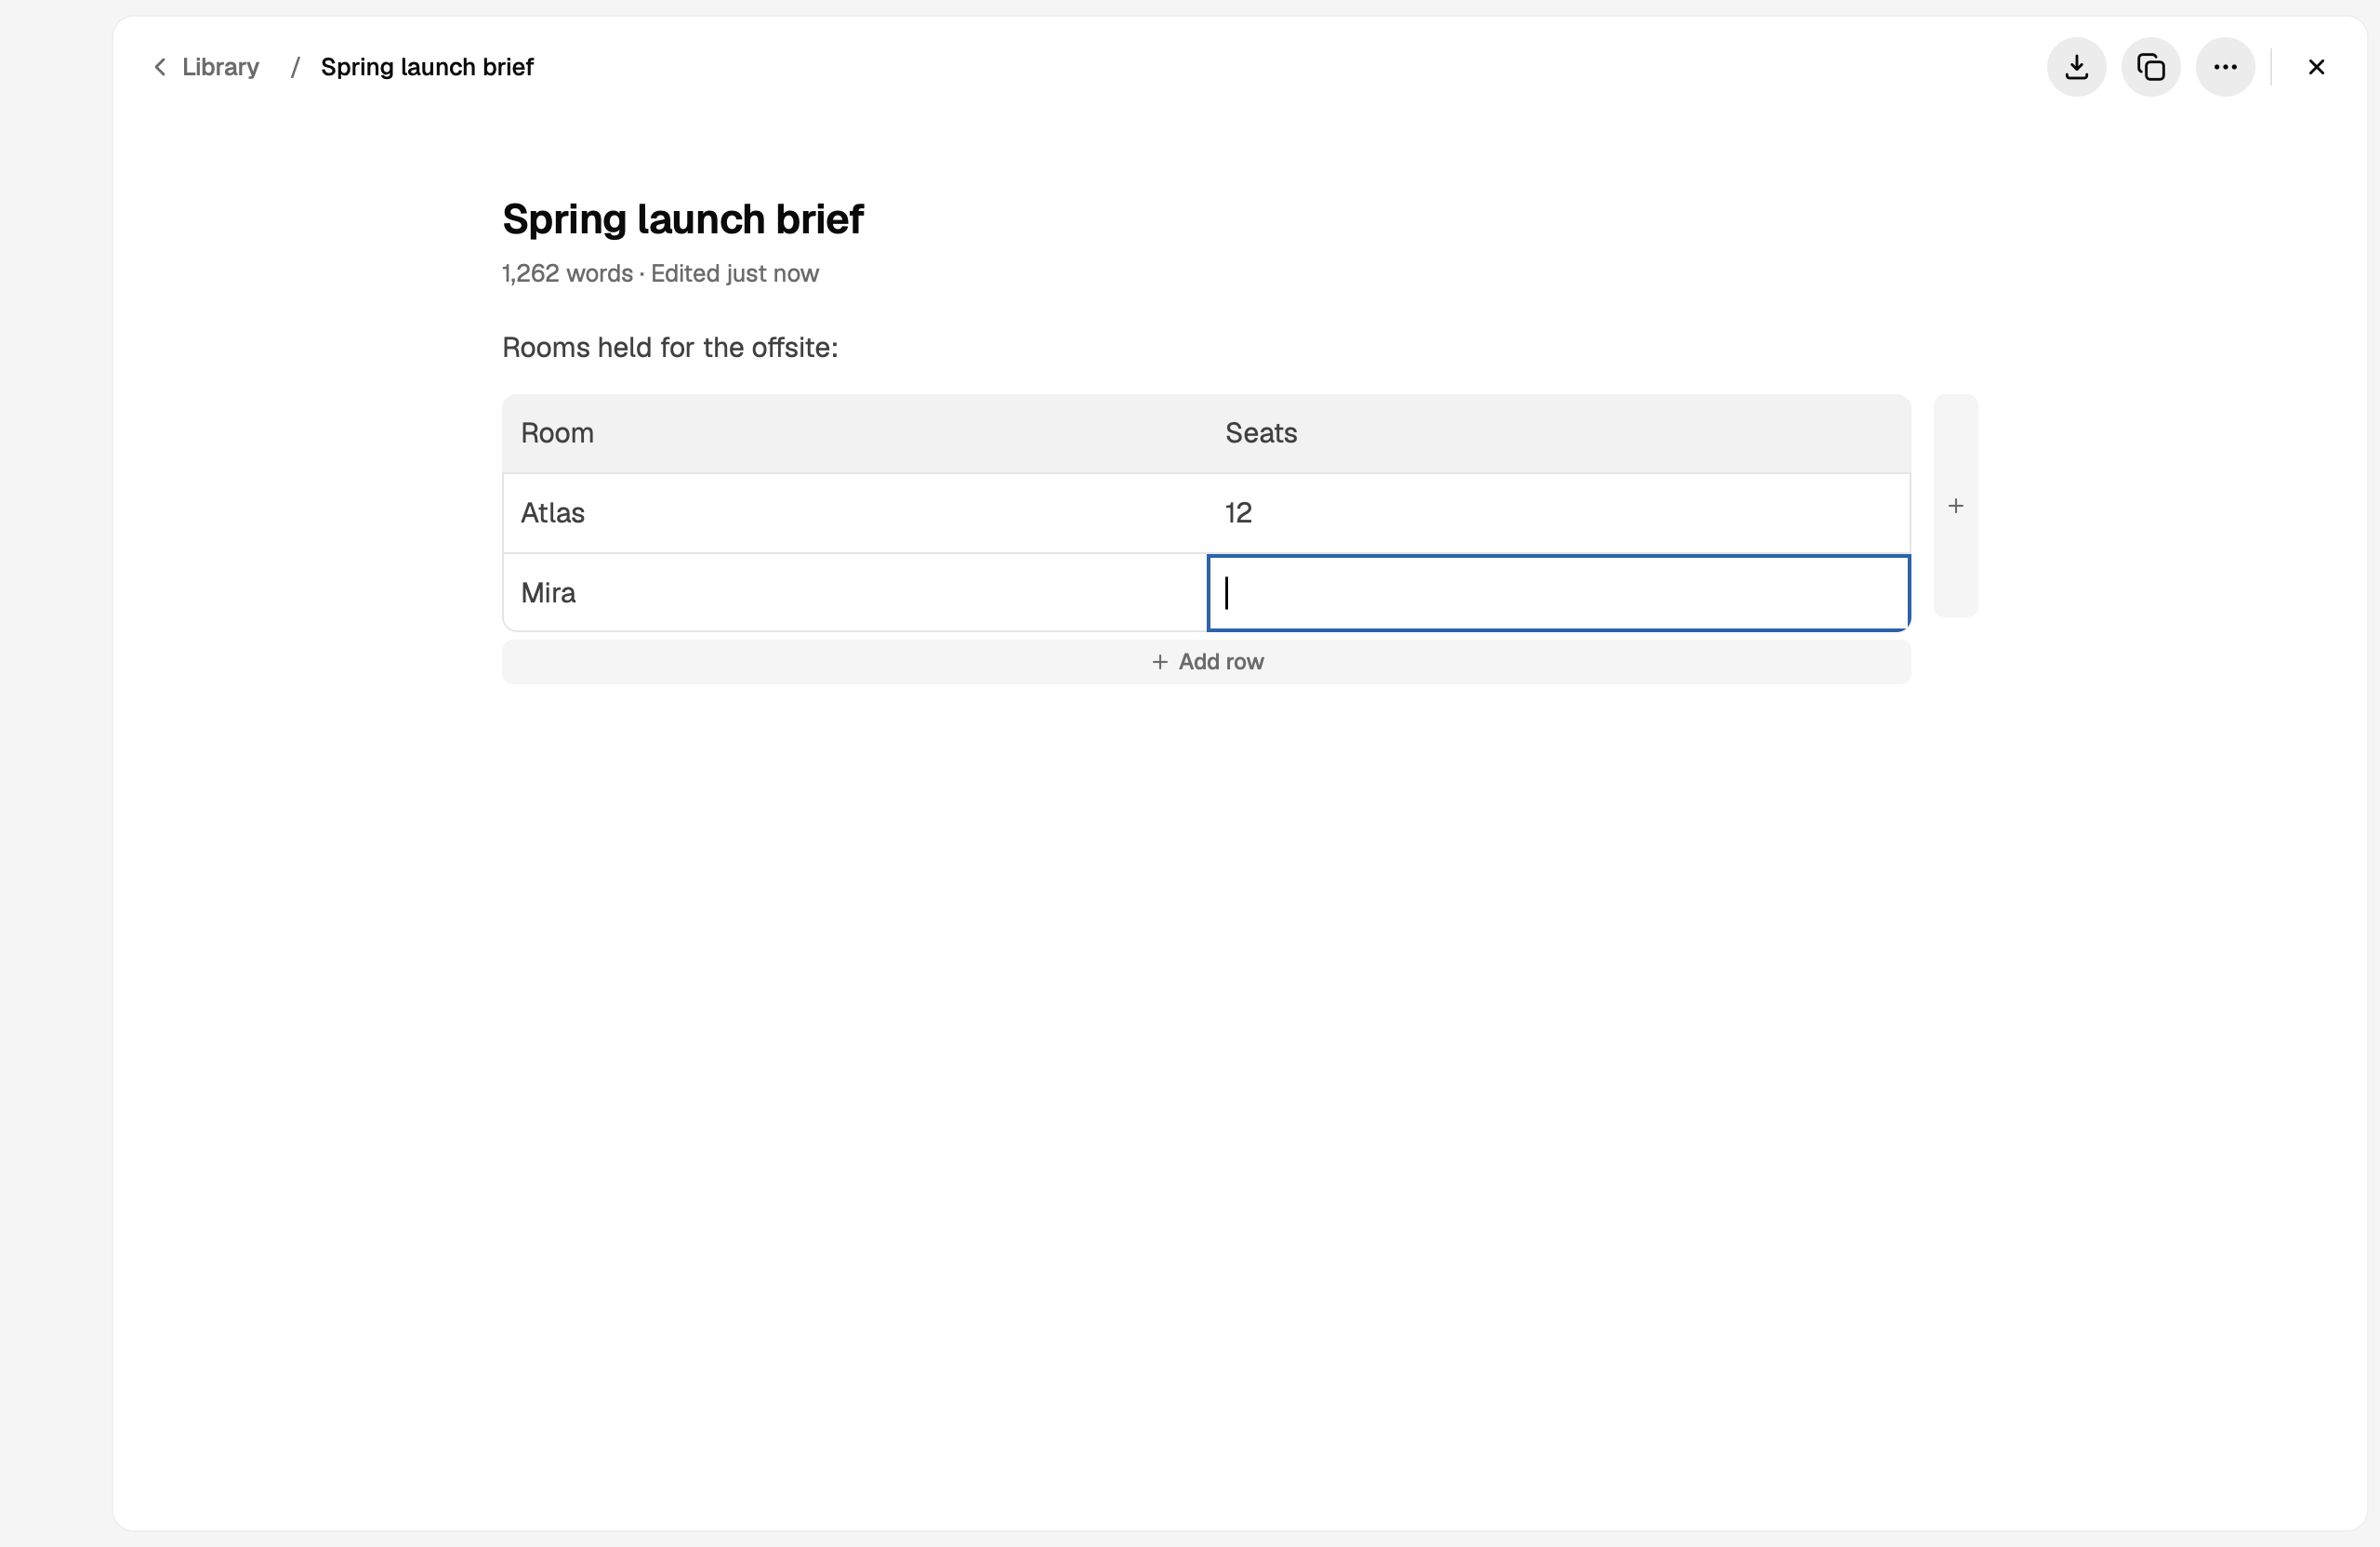 Library / Spring launch brief
Spring launch brief
1,262 words · Edited just now
Rooms held for the offsite:
Room Seats
Atlas 12
Mira
+ Add row